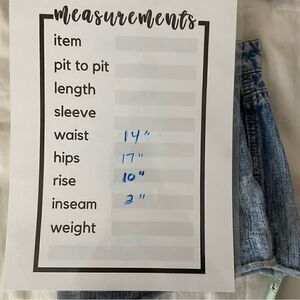 measurements
item
pit to pit
length
sleeve
waist 14"
hips 17"
rise 10"
inseam 2"
weight